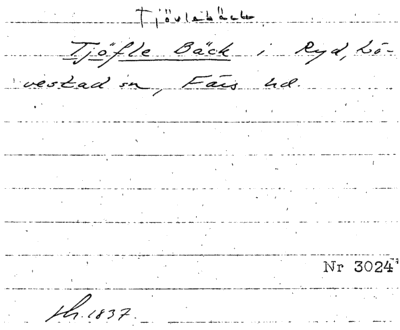 Tjövlebäck
Tjöfle Bäck i Ryd, Lö-
vestad sn, Färs hd.
Nr 3024
1837.